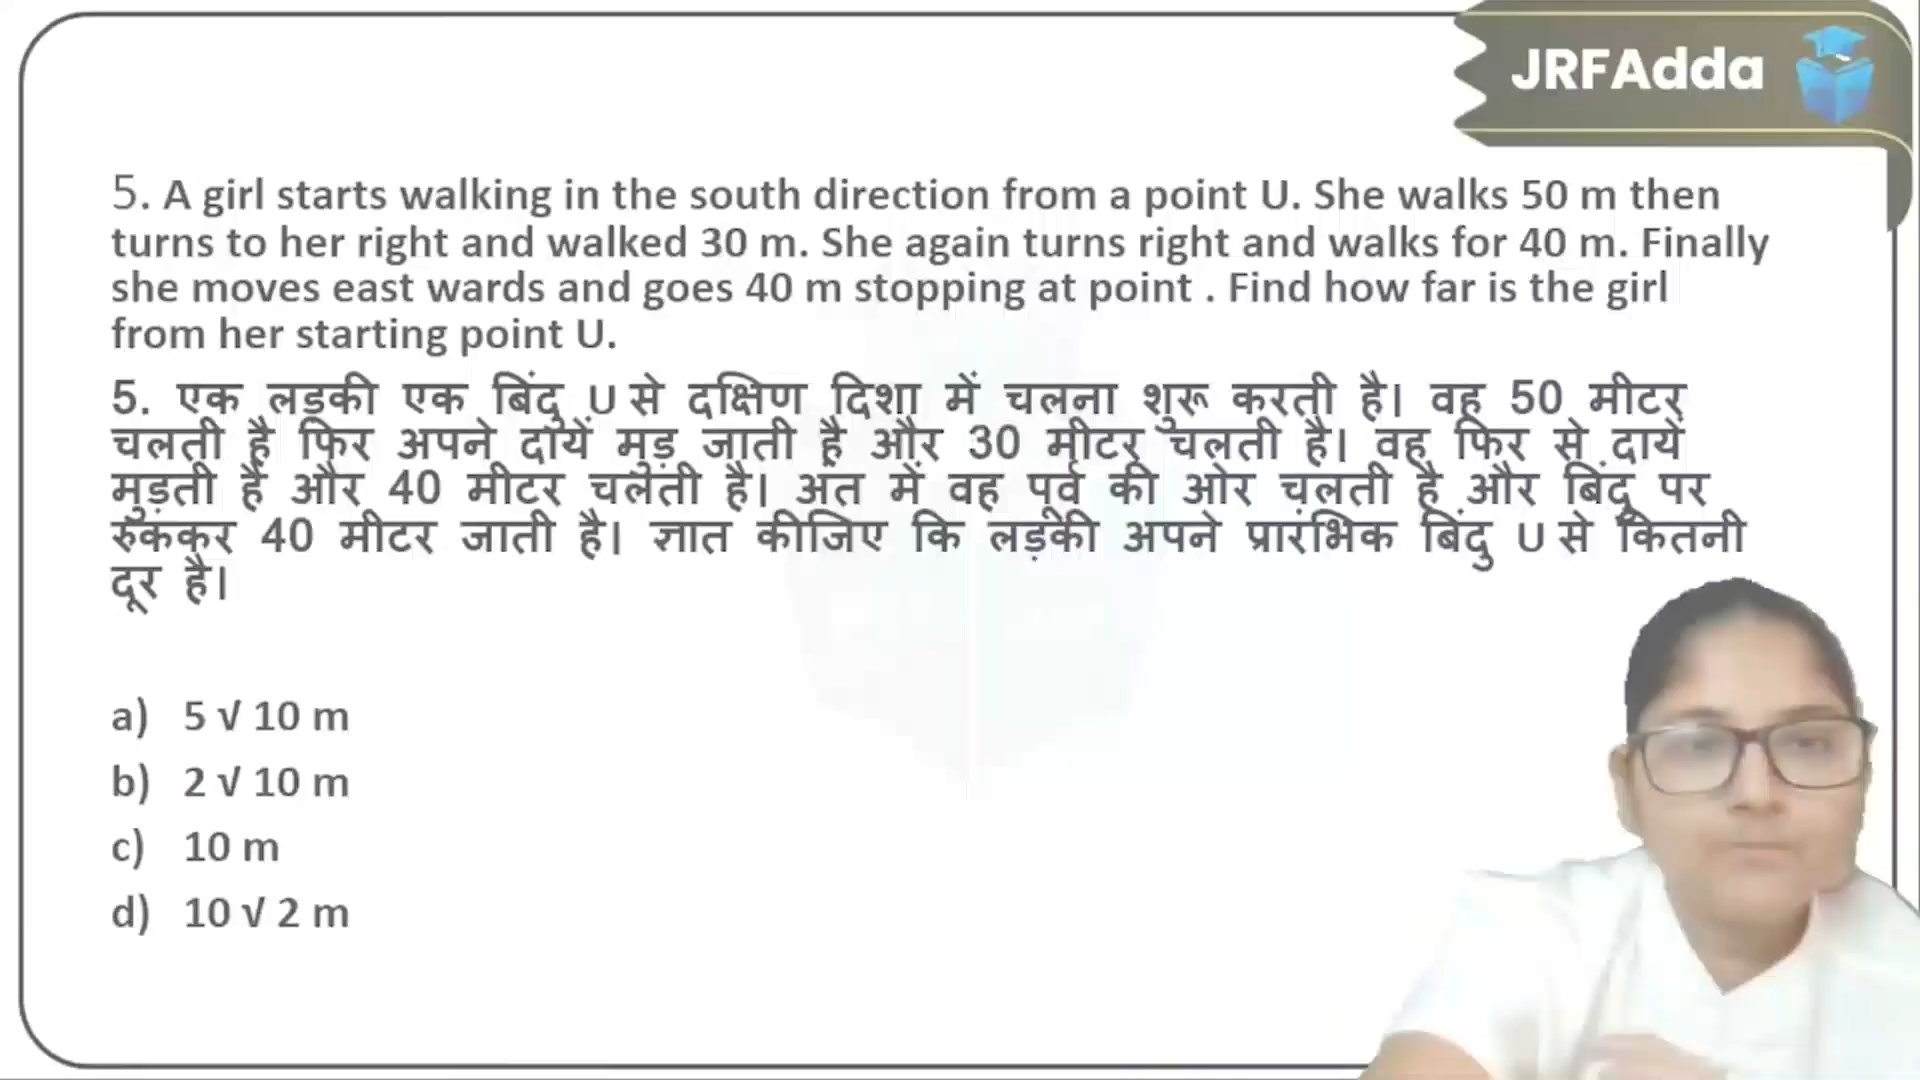 JRFAdda
5. A girl starts walking in the south direction from a point U. She walks 50 m then
turns to her right and walked 30 m. She again turns right and walks for 40 m. Finally
she moves east wards and goes 40 m stopping at point . Find how far is the girl
from her starting point U.
5. एक लड़की एक बिंदु U से दक्षिण दिशा में चलना शुरू करती है। वह 50 मीटर
चलती है फिर अपने दायें मुड़ जाती है और 30 मीटर चलती है। वह फिर से दायें
मुड़ती है और 40 मीटर चलती है। अंत में वह पूर्व की ओर चलती है और बिंदु पर
रुककर 40 मीटर जाती है। ज्ञात कीजिए कि लड़की अपने प्रारंभिक बिंदु U से कितनी
दूर है।
a) 5 √ 10 m
b) 2 √ 10 m
c) 10 m
d) 10 √ 2 m